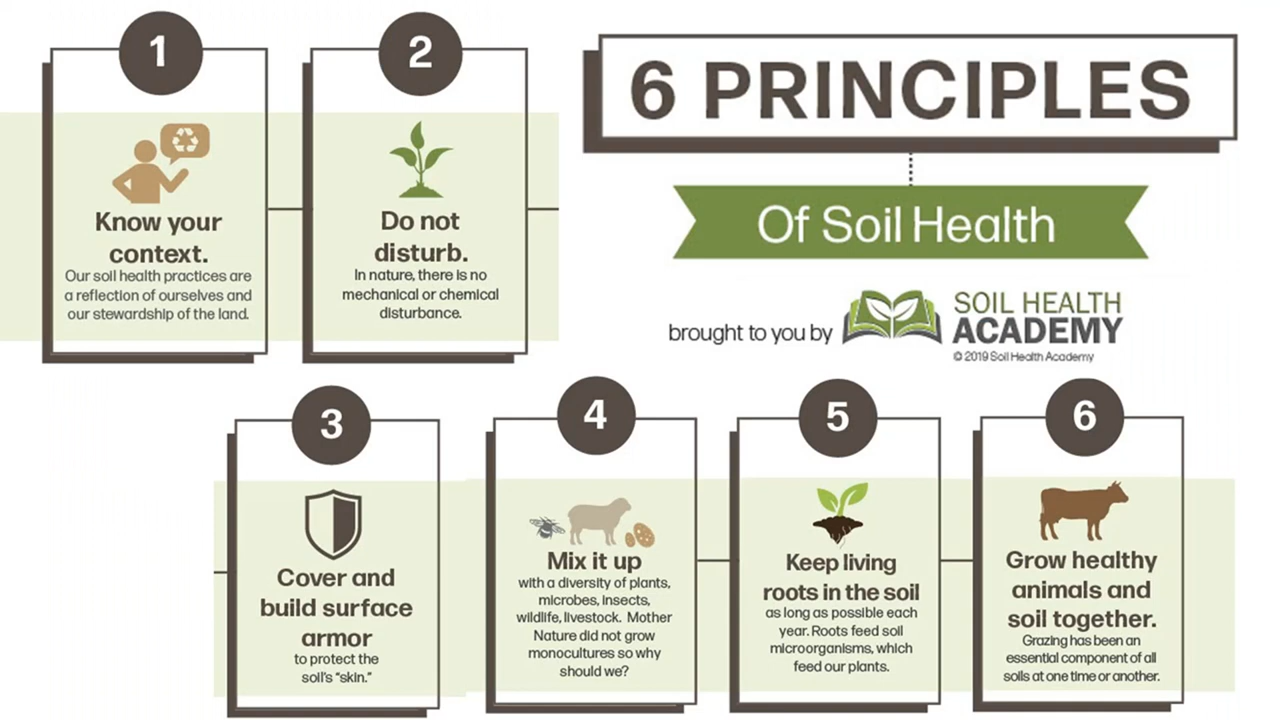 6 PRINCIPLES
Of Soil Health
brought to you by
SOIL HEALTH
ACADEMY
© 2019 Soil Health Academy
1
Know your
context.
Our soil health practices are
a reflection of ourselves and
our stewardship of the land.
2
Do not
disturb.
In nature, there is no
mechanical or chemical
disturbance.
3
Cover and
build surface
armor
to protect the
soil's "skin."
4
Mix it up
with a diversity of plants,
microbes, insects,
wildlife, livestock. Mother
Nature did not grow
monocultures so why
should we?
5
Keep living
roots in the soil
as long as possible each
year. Roots feed soil
microorganisms, which
feed our plants.
6
Grow healthy
animals and
soil together.
Grazing has been an
essential component of all
soils at one time or another.